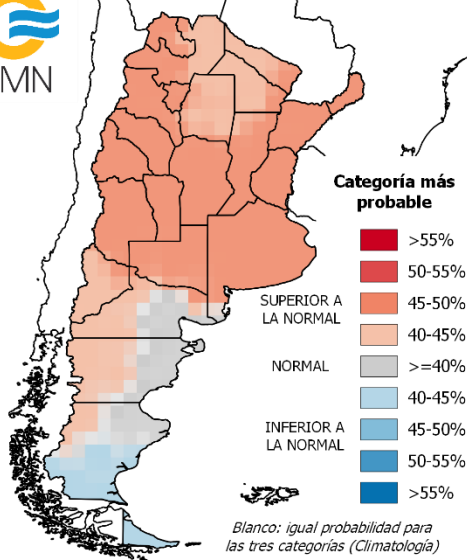 MN
Categoría más
probable
>55%
50-55%
45-50%
SUPERIOR A
LA NORMAL
40-45%
NORMAL
>=40%
40-45%
INFERIOR A
LA NORMAL
45-50%
50-55%
>55%
Blanco: igual probabilidad para
las tres categorías (Climatología)